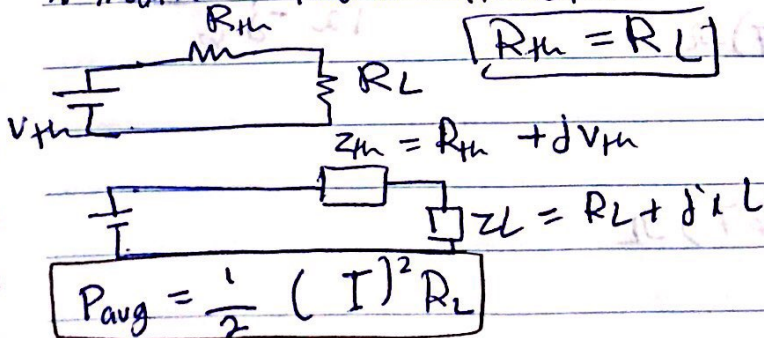 Rth
Rth = RL
RL
Vth
Zth = Rth + jVth
ZL = RL + jxL
Pavg = 1/2 (I)² RL